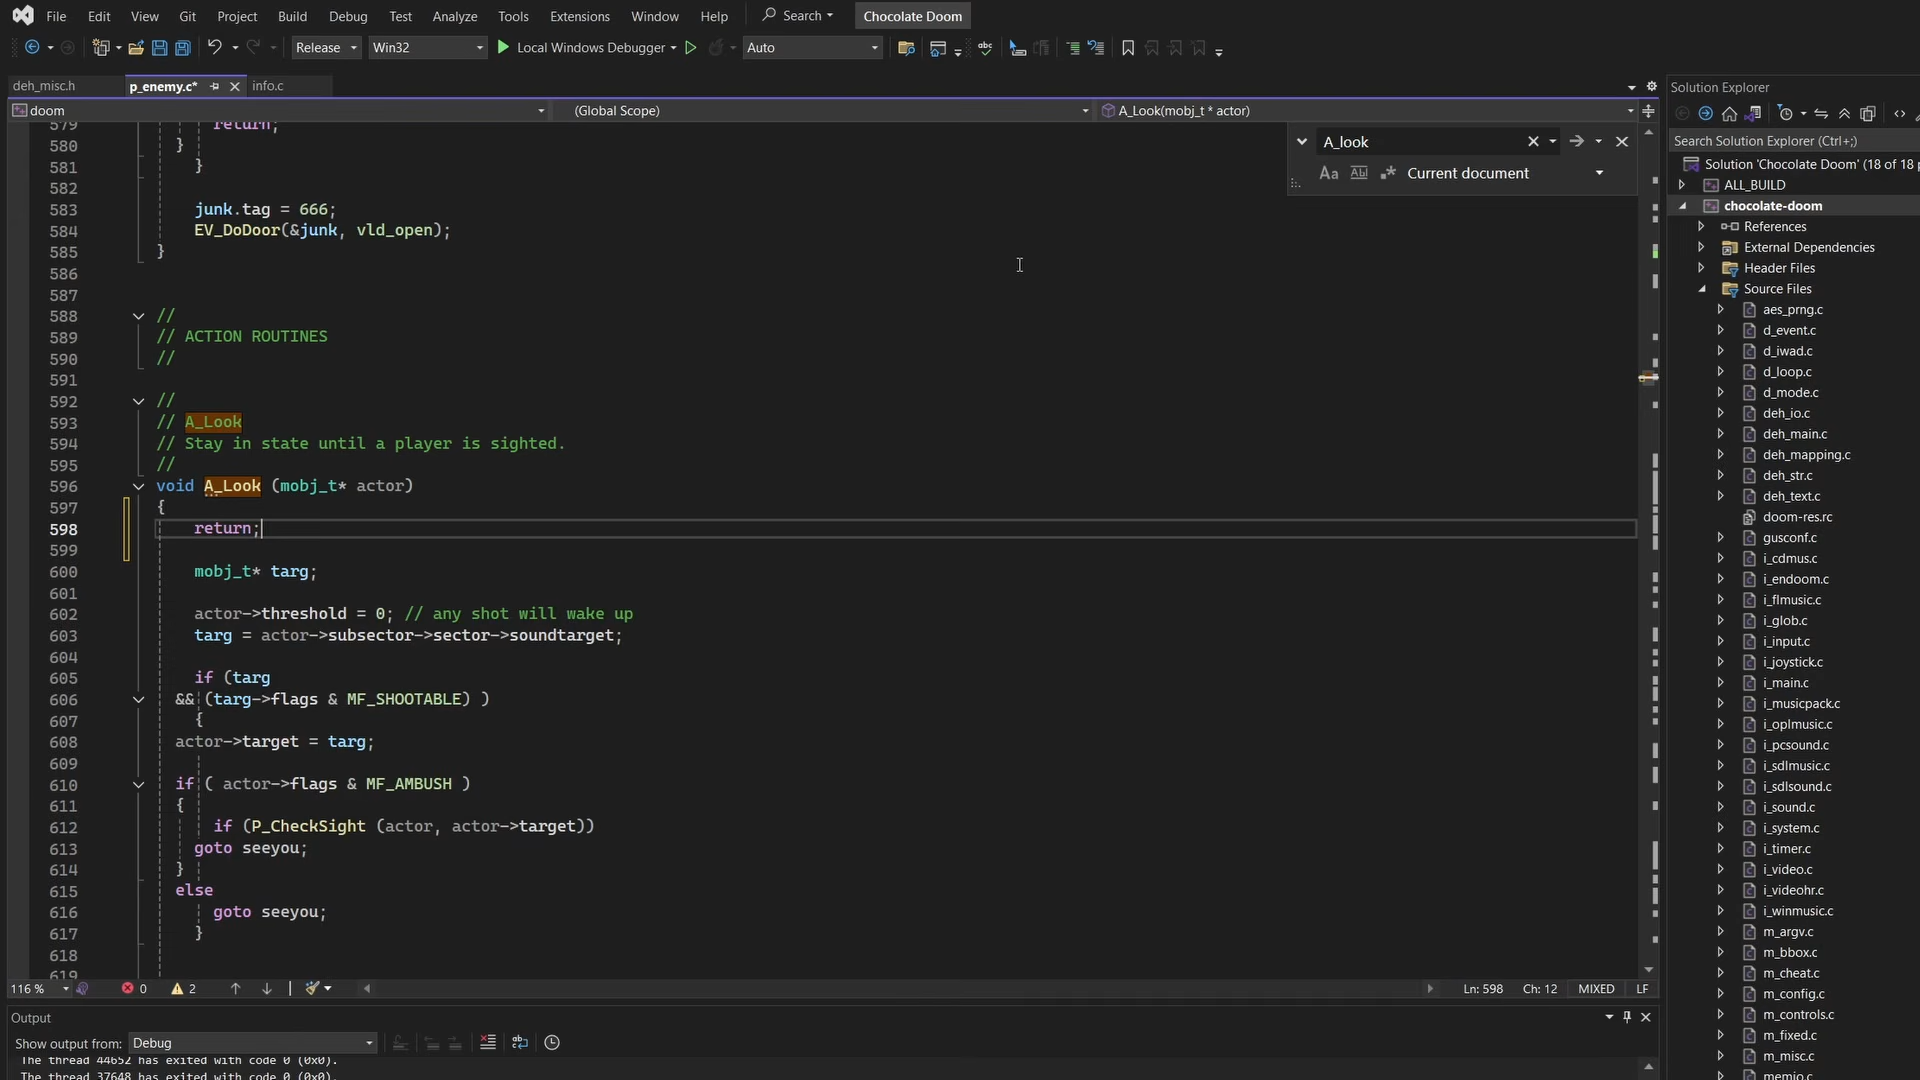 File Edit View Git Project Build Debug Test Analyze Tools Extensions Window Help Search Chocolate Doom
Release Win32 Local Windows Debugger Auto
deh_misc.h p_enemy.c* info.c
doom (Global Scope) A_Look(mobj_t * actor)
A_look
Current document
579 return;
580 }
581 }
582
583 junk.tag = 666;
584 EV_DoDoor(&junk, vld_open);
585 }
586
587
588 //
589 // ACTION ROUTINES
590 //
591
592 //
593 // A_Look
594 // Stay in state until a player is sighted.
595 //
596 void A_Look (mobj_t* actor)
597 {
598 return;
599
600 mobj_t* targ;
601
602 actor->threshold = 0; // any shot will wake up
603 targ = actor->subsector->sector->soundtarget;
604
605 if (targ
606 && (targ->flags & MF_SHOOTABLE) )
607 {
608 actor->target = targ;
609
610 if ( actor->flags & MF_AMBUSH )
611 {
612 if (P_CheckSight (actor, actor->target))
613 goto seeyou;
614 }
615 else
616 goto seeyou;
617 }
618
619
116 % 0 2 Ln: 598 Ch: 12 MIXED LF
Output
Show output from: Debug
The thread 44652 has exited with code 0 (0x0).
The thread 37648 has exited with code 0 (0x0).
Solution Explorer
Search Solution Explorer (Ctrl+;)
Solution 'Chocolate Doom' (18 of 18 p
ALL_BUILD
chocolate-doom
References
External Dependencies
Header Files
Source Files
aes_prng.c
d_event.c
d_iwad.c
d_loop.c
d_mode.c
deh_io.c
deh_main.c
deh_mapping.c
deh_str.c
deh_text.c
doom-res.rc
gusconf.c
i_cdmus.c
i_endoom.c
i_flmusic.c
i_glob.c
i_input.c
i_joystick.c
i_main.c
i_musicpack.c
i_oplmusic.c
i_pcsound.c
i_sdlmusic.c
i_sdlsound.c
i_sound.c
i_system.c
i_timer.c
i_video.c
i_videohr.c
i_winmusic.c
m_argv.c
m_bbox.c
m_cheat.c
m_config.c
m_controls.c
m_fixed.c
m_misc.c
memio.c